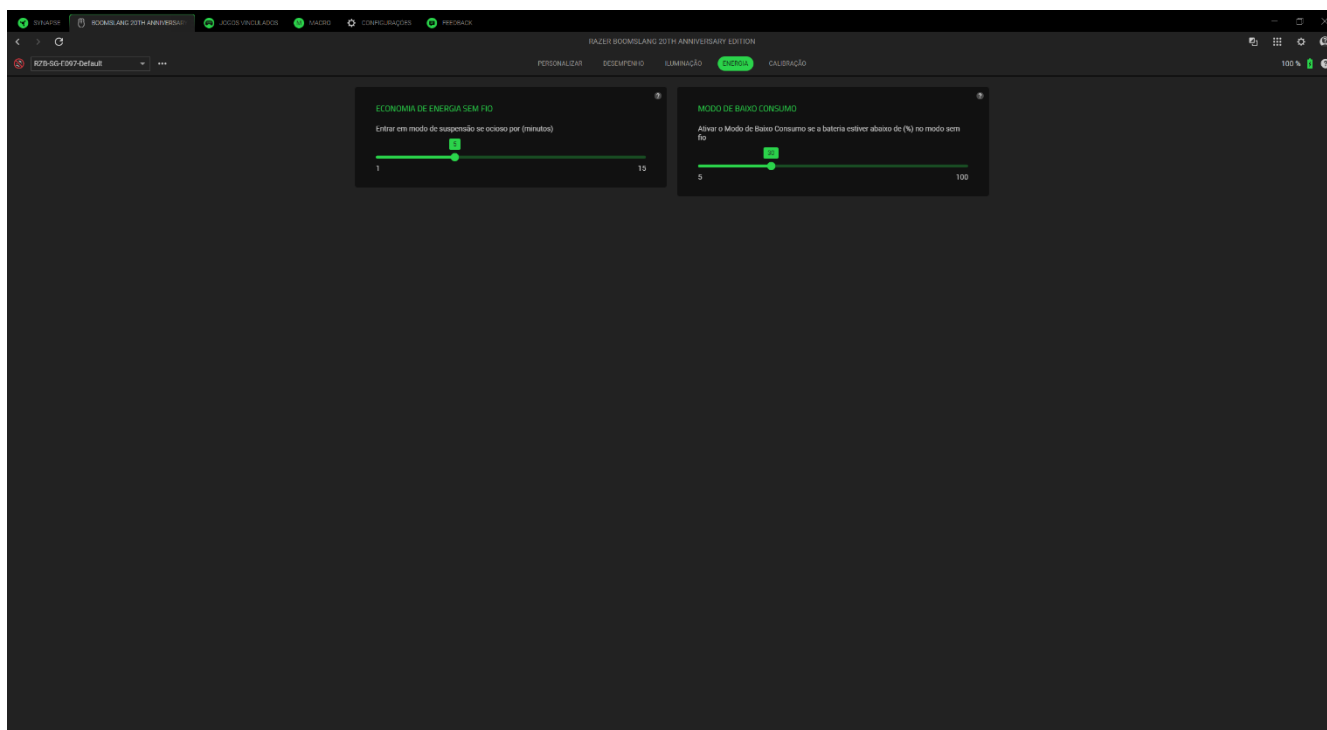 SYNAPSE
BOOMSLANG 20TH ANNIVERSARY
JOGOS VINCULADOS
MACRO
CONFIGURAÇÕES
FEEDBACK
RAZER BOOMSLANG 20TH ANNIVERSARY EDITION
RZB-SG-E097-Default
PERSONALIZAR
DESEMPENHO
ILUMINAÇÃO
ENERGIA
CALIBRAÇÃO
100 %
ECONOMIA DE ENERGIA SEM FIO
Entrar em modo de suspensão se ocioso por (minutos)
5
1
15
MODO DE BAIXO CONSUMO
Ativar o Modo de Baixo Consumo se a bateria estiver abaixo de (%) no modo sem
fio
30
5
100